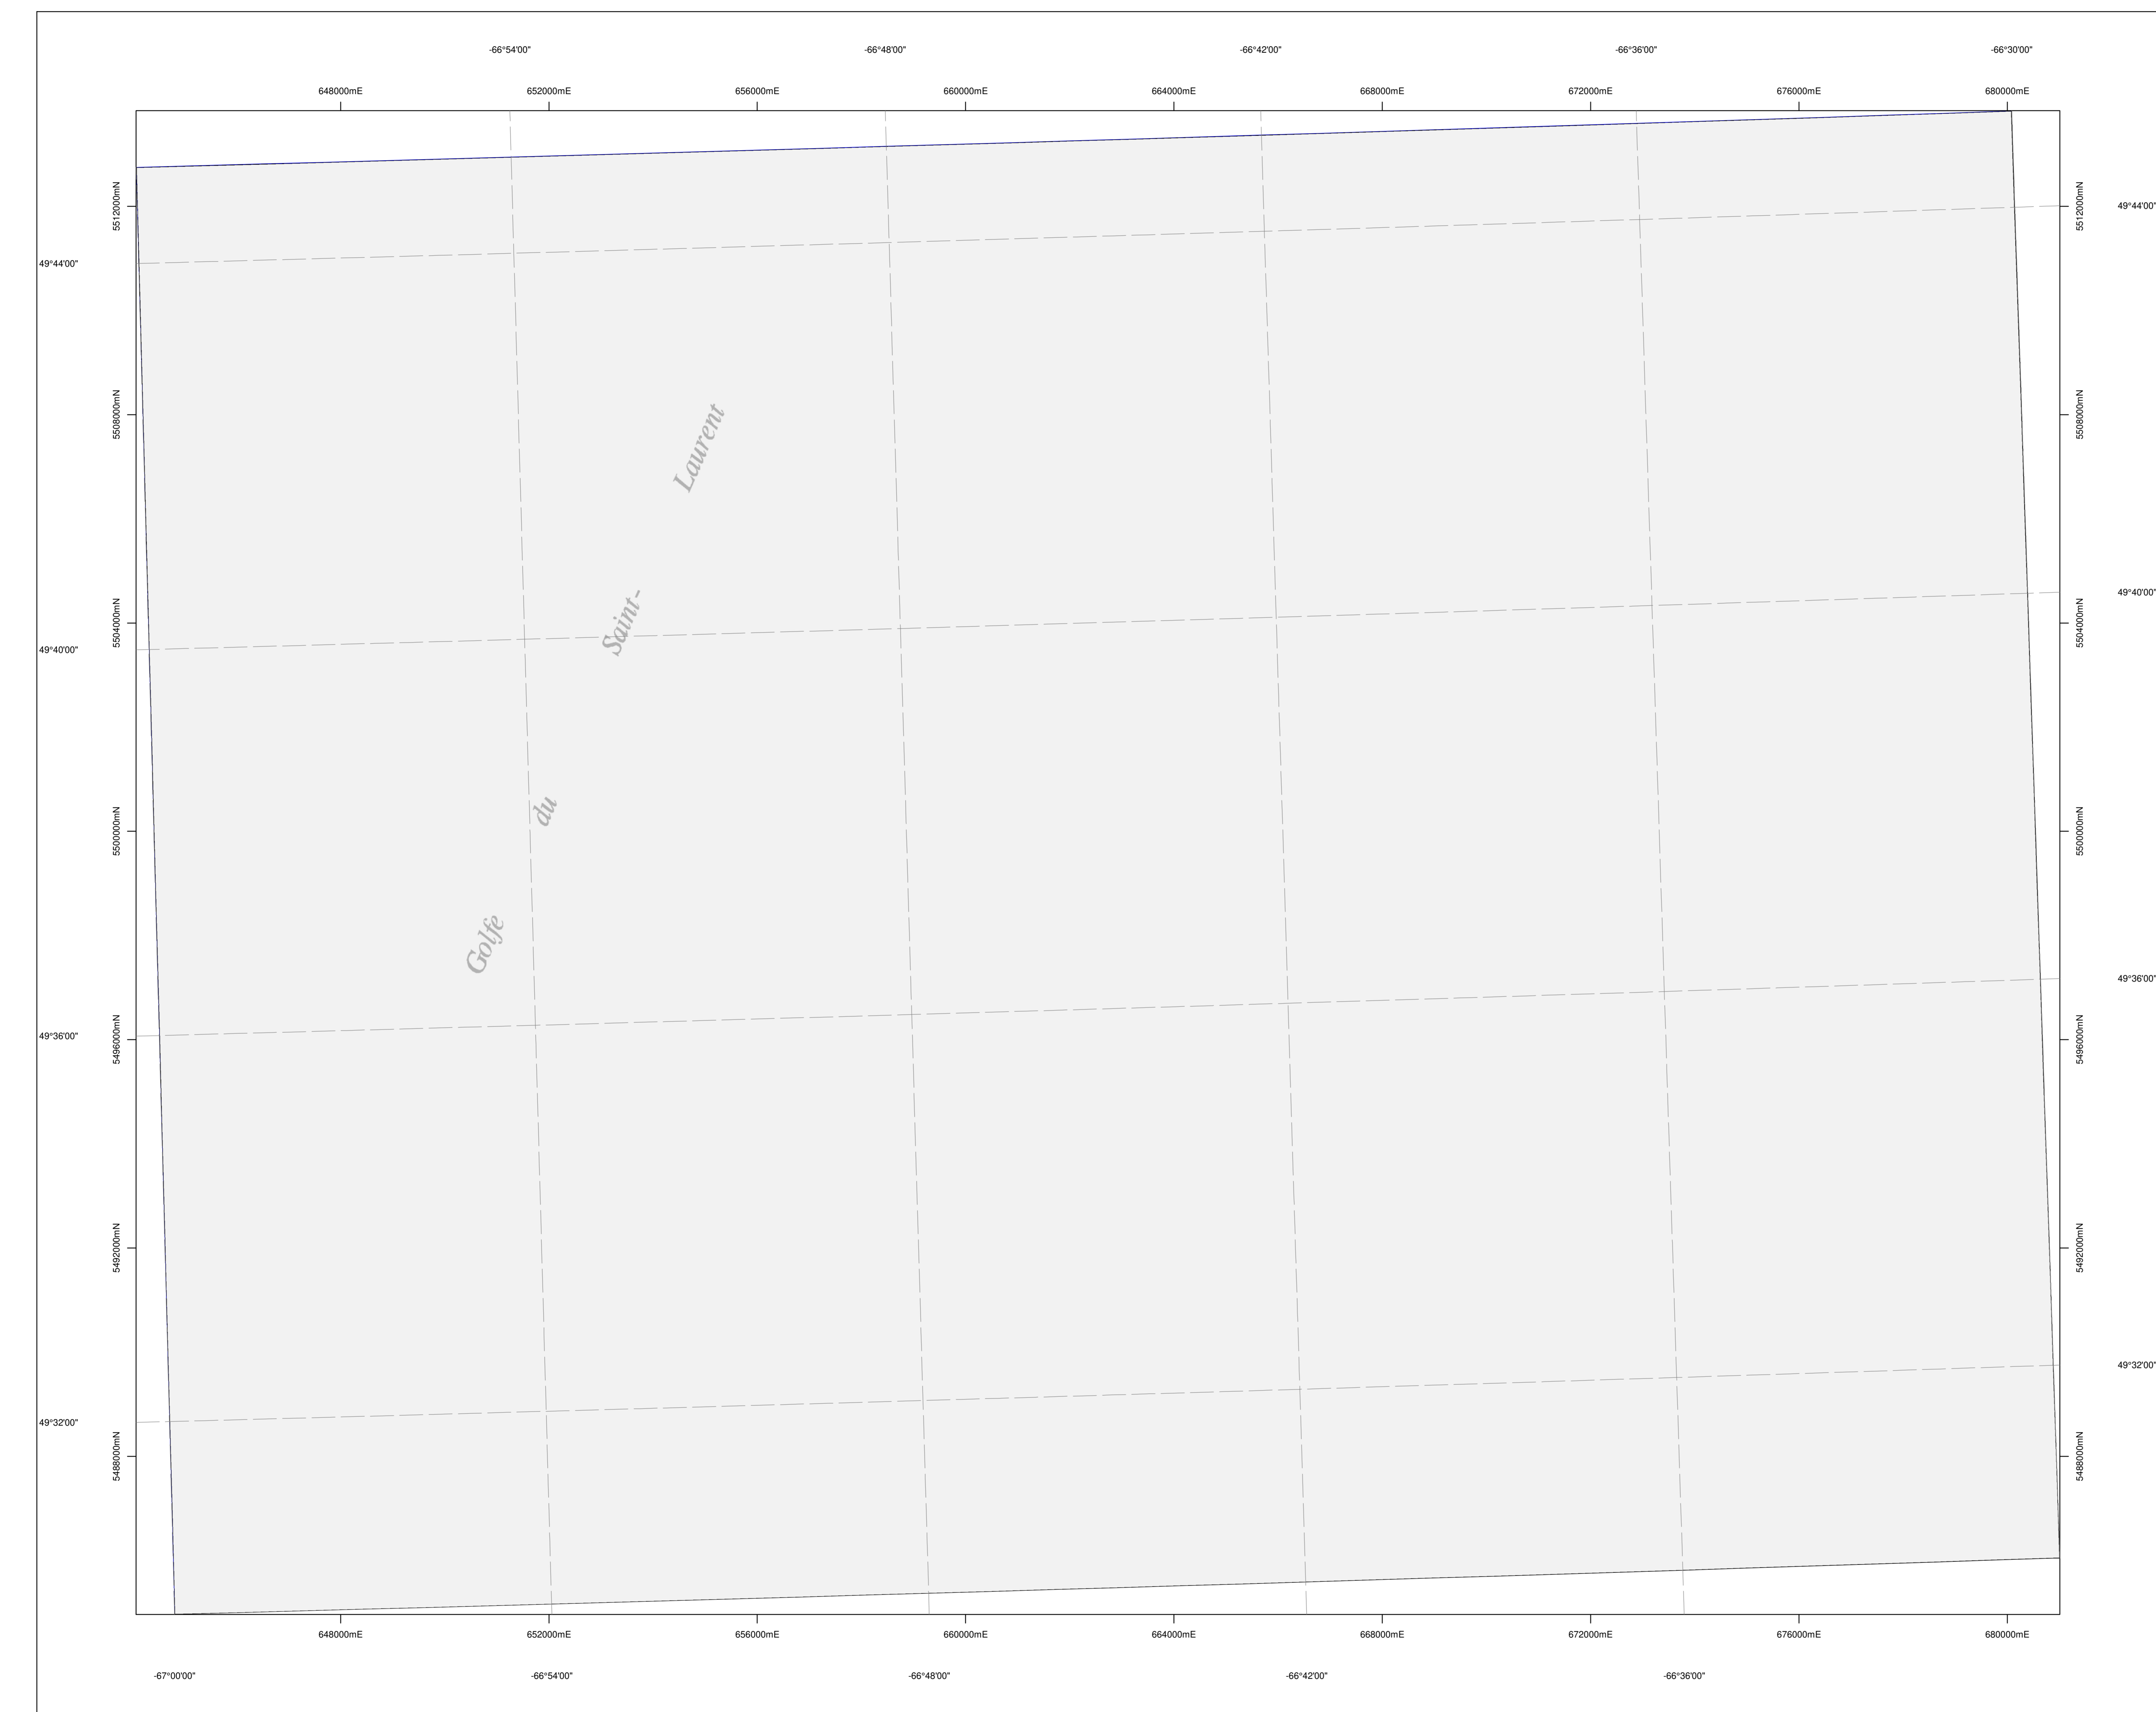 -66°54'00" -66°48'00" -66°42'00" -66°36'00" -66°30'00"
648000mE 652000mE 656000mE 660000mE 664000mE 668000mE 672000mE 676000mE 680000mE
5512000mN 5512000mN
49°44'00" 49°44'00"
5508000mN 5508000mN
Laurent
Saint-
5504000mN 5504000mN
49°40'00" 49°40'00"
du
5500000mN 5500000mN
Golfe
49°36'00" 49°36'00"
5496000mN 5496000mN
5492000mN 5492000mN
49°32'00" 49°32'00"
5488000mN 5488000mN
648000mE 652000mE 656000mE 660000mE 664000mE 668000mE 672000mE 676000mE 680000mE
-67°00'00" -66°54'00" -66°48'00" -66°42'00" -66°36'00"